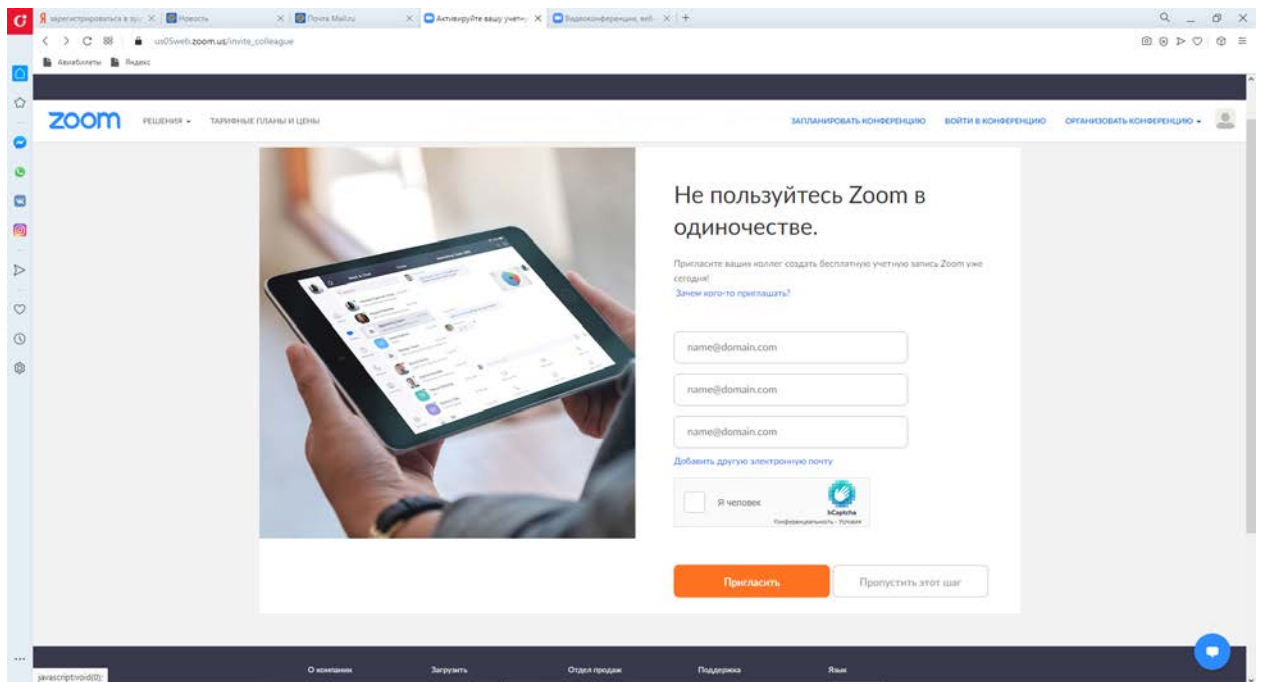 зарегистрироваться в зу
Новость
Почта Mail.ru
Активируйте вашу учетну
Видеоконференции, веб-
us05web.zoom.us/invite_colleague
Авиабилеты
Яндекс
zoom
РЕШЕНИЯ
ТАРИФНЫЕ ПЛАНЫ И ЦЕНЫ
ЗАПЛАНИРОВАТЬ КОНФЕРЕНЦИЮ
ВОЙТИ В КОНФЕРЕНЦИЮ
ОРГАНИЗОВАТЬ КОНФЕРЕНЦИЮ
Не пользуйтесь Zoom в
одиночестве.
Пригласите ваших коллег создать бесплатную учетную запись Zoom уже
сегодня!
Зачем кого-то приглашать?
name@domain.com
name@domain.com
name@domain.com
Добавить другую электронную почту
Я человек
hCaptcha
Конфиденциальность - Условия
Пригласить
Пропустить этот шаг
О компании
Загрузить
Отдел продаж
Поддержка
Язык
javascript:void(0);